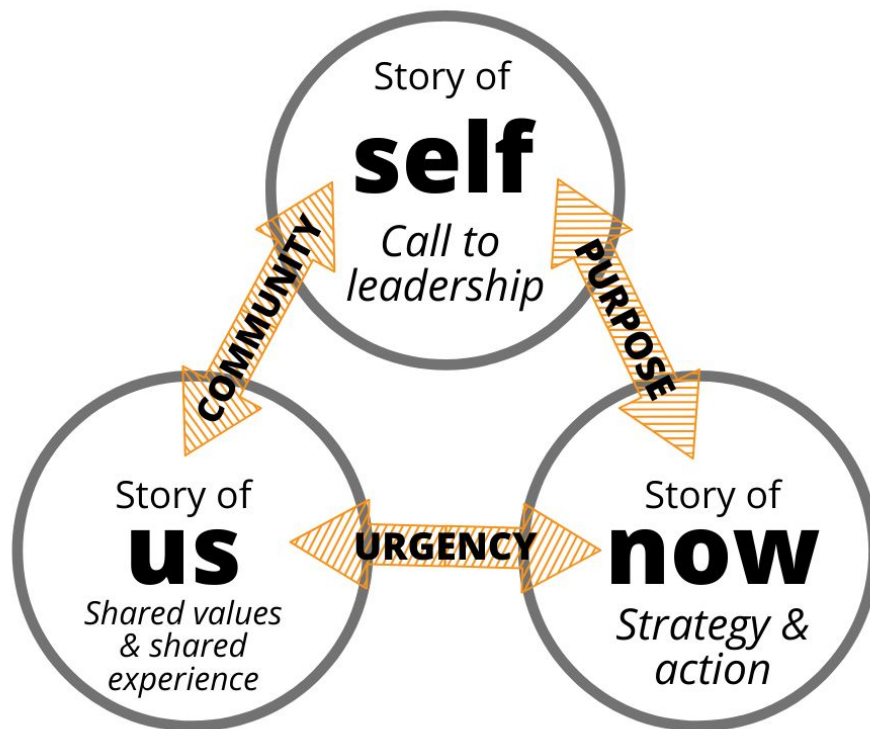 Story of
self
Call to
leadership
COMMUNITY
PURPOSE
Story of
us
Shared values
& shared
experience
URGENCY
Story of
now
Strategy &
action